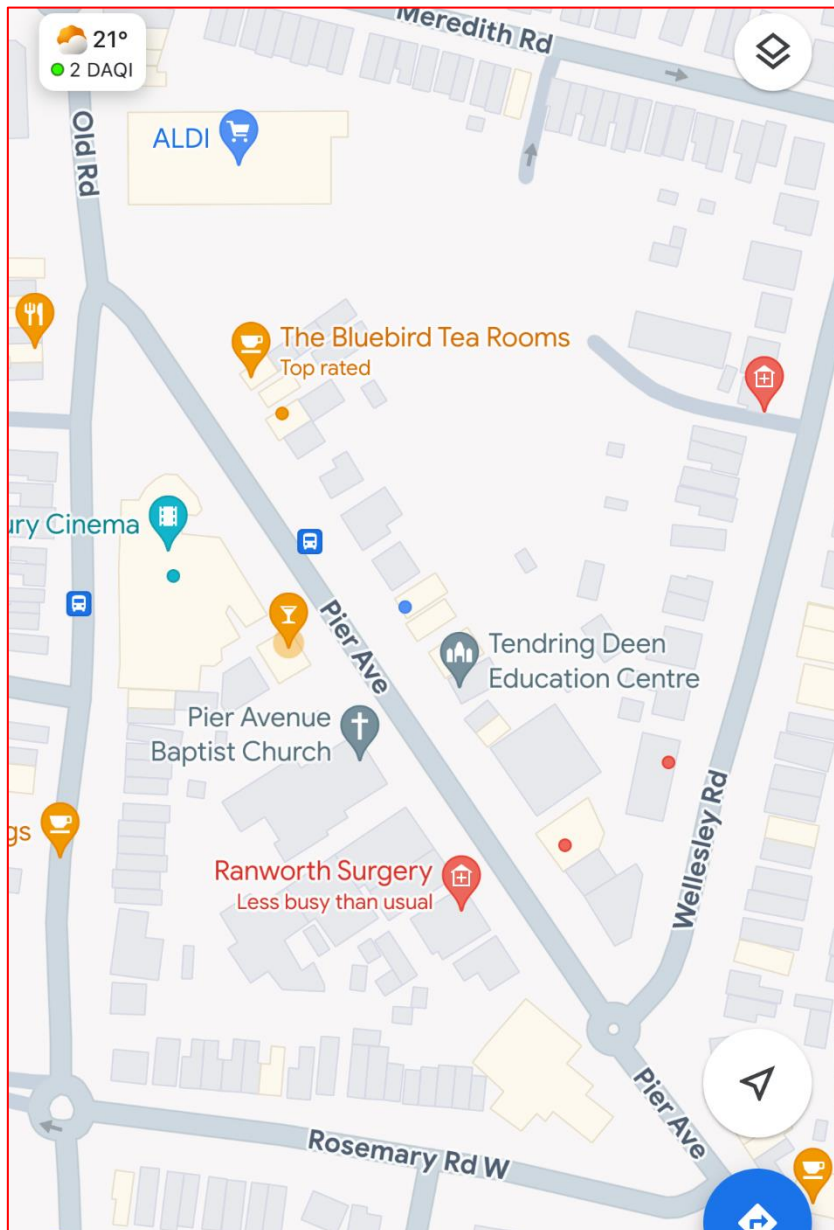 Meredith Rd
21°
2 DAQI
ALDI
Old Rd
The Bluebird Tea Rooms
Top rated
ury Cinema
Pier Ave
Tendring Deen
Education Centre
Pier Avenue
Baptist Church
gs
Ranworth Surgery
Less busy than usual
Wellesley Rd
Pier Ave
Rosemary Rd W